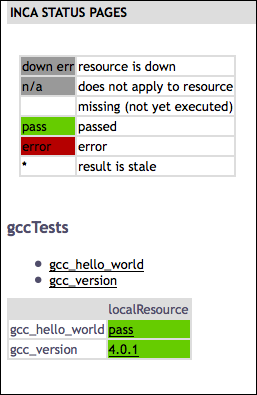 INCA STATUS PAGES
down err resource is down
n/a does not apply to resource
missing (not yet executed)
pass passed
error error
* result is stale
gccTests
gcc_hello_world
gcc_version
localResource
gcc_hello_world pass
gcc_version 4.0.1